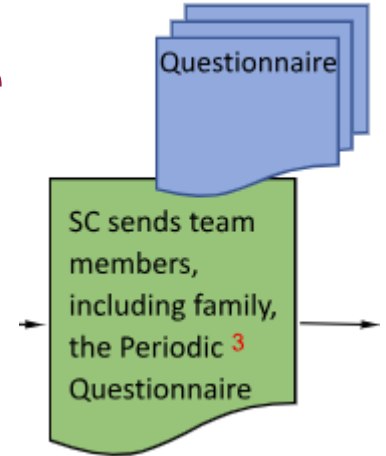 Questionnaire
SC sends team
members,
including family,
the Periodic 3
Questionnaire